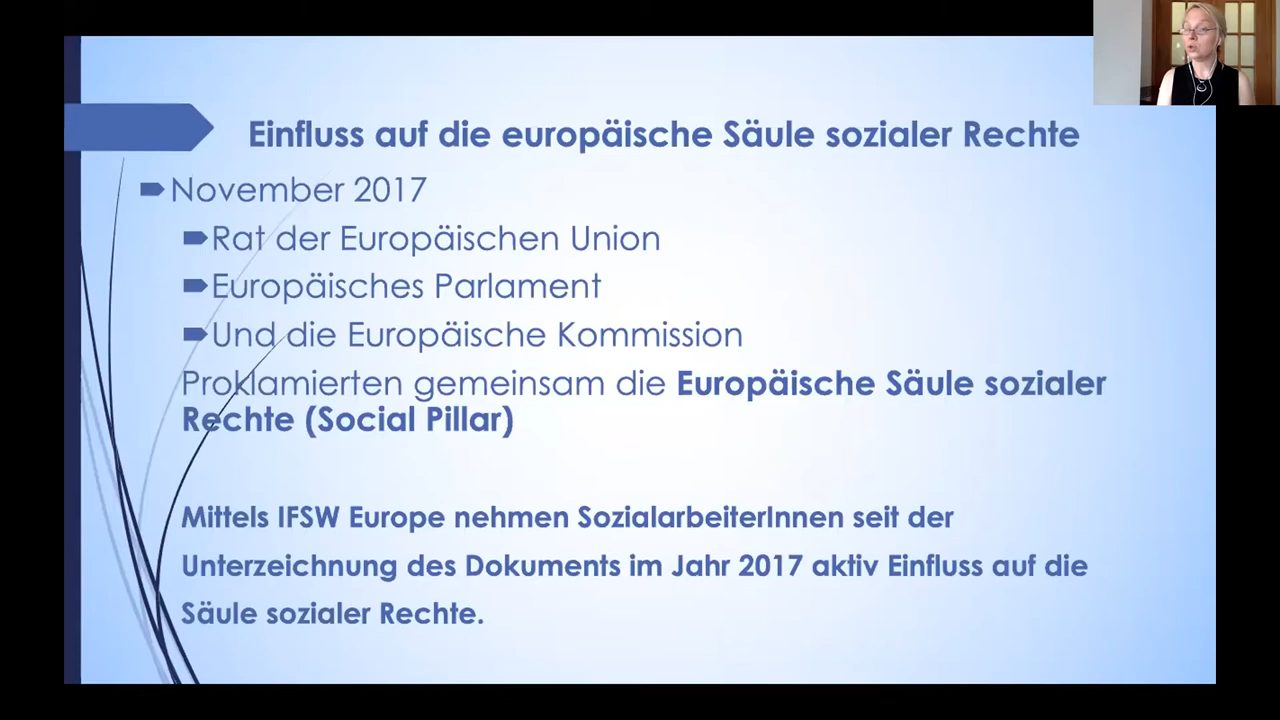 Einfluss auf die europäische Säule sozialer Rechte
November 2017
Rat der Europäischen Union
Europäisches Parlament
Und die Europäische Kommission
Proklamierten gemeinsam die Europäische Säule sozialer
Rechte (Social Pillar)
Mittels IFSW Europe nehmen SozialarbeiterInnen seit der
Unterzeichnung des Dokuments im Jahr 2017 aktiv Einfluss auf die
Säule sozialer Rechte.